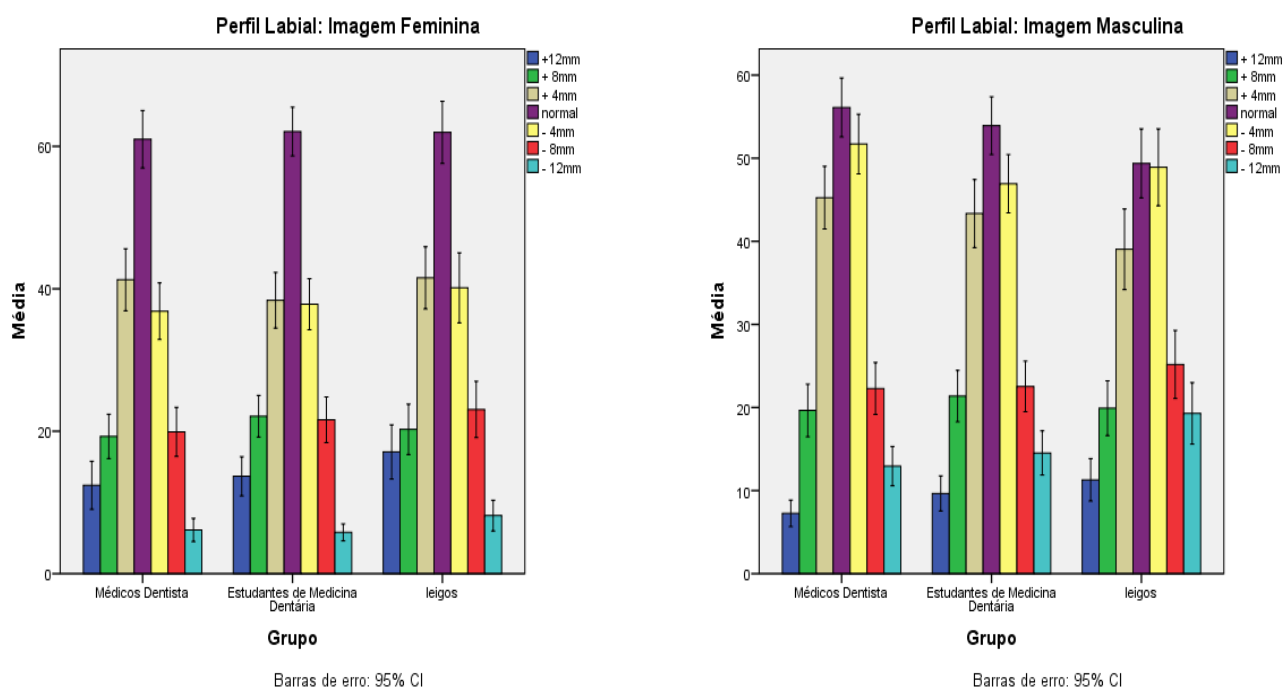 Perfil Labial: Imagem Feminina
+12mm
+ 8mm
+ 4mm
normal
- 4mm
- 8mm
- 12mm
Média
60
40
20
0
Médicos Dentista
Estudantes de Medicina
Dentária
leigos
Grupo
Barras de erro: 95% CI
Perfil Labial: Imagem Masculina
+ 12mm
+ 8mm
+ 4mm
normal
- 4mm
- 8mm
- 12mm
Média
60
50
40
30
20
10
0
Médicos Dentista
Estudantes de Medicina
Dentária
leigos
Grupo
Barras de erro: 95% CI